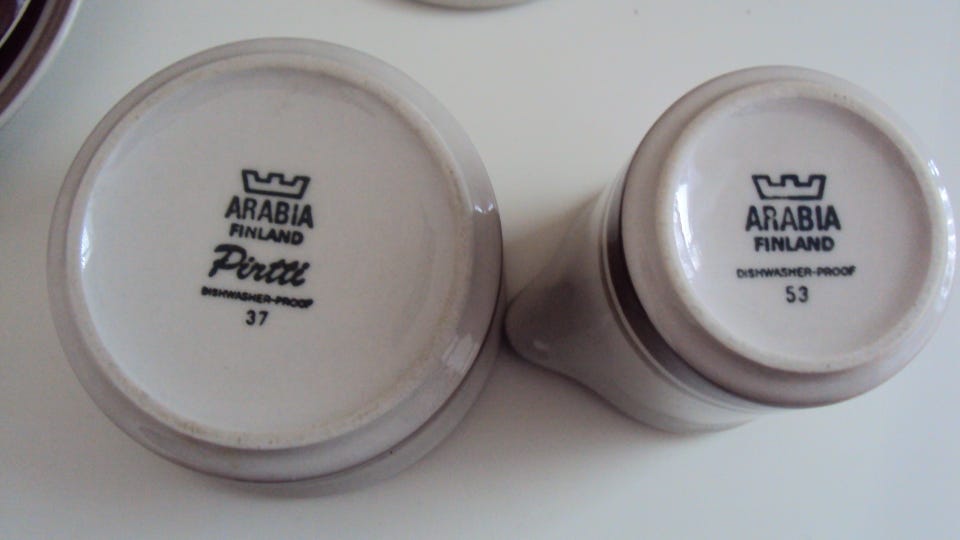 ARABIA
FINLAND
Pirtti
DISHWASHER-PROOF
37
ARABIA
FINLAND
DISHWASHER-PROOF
53